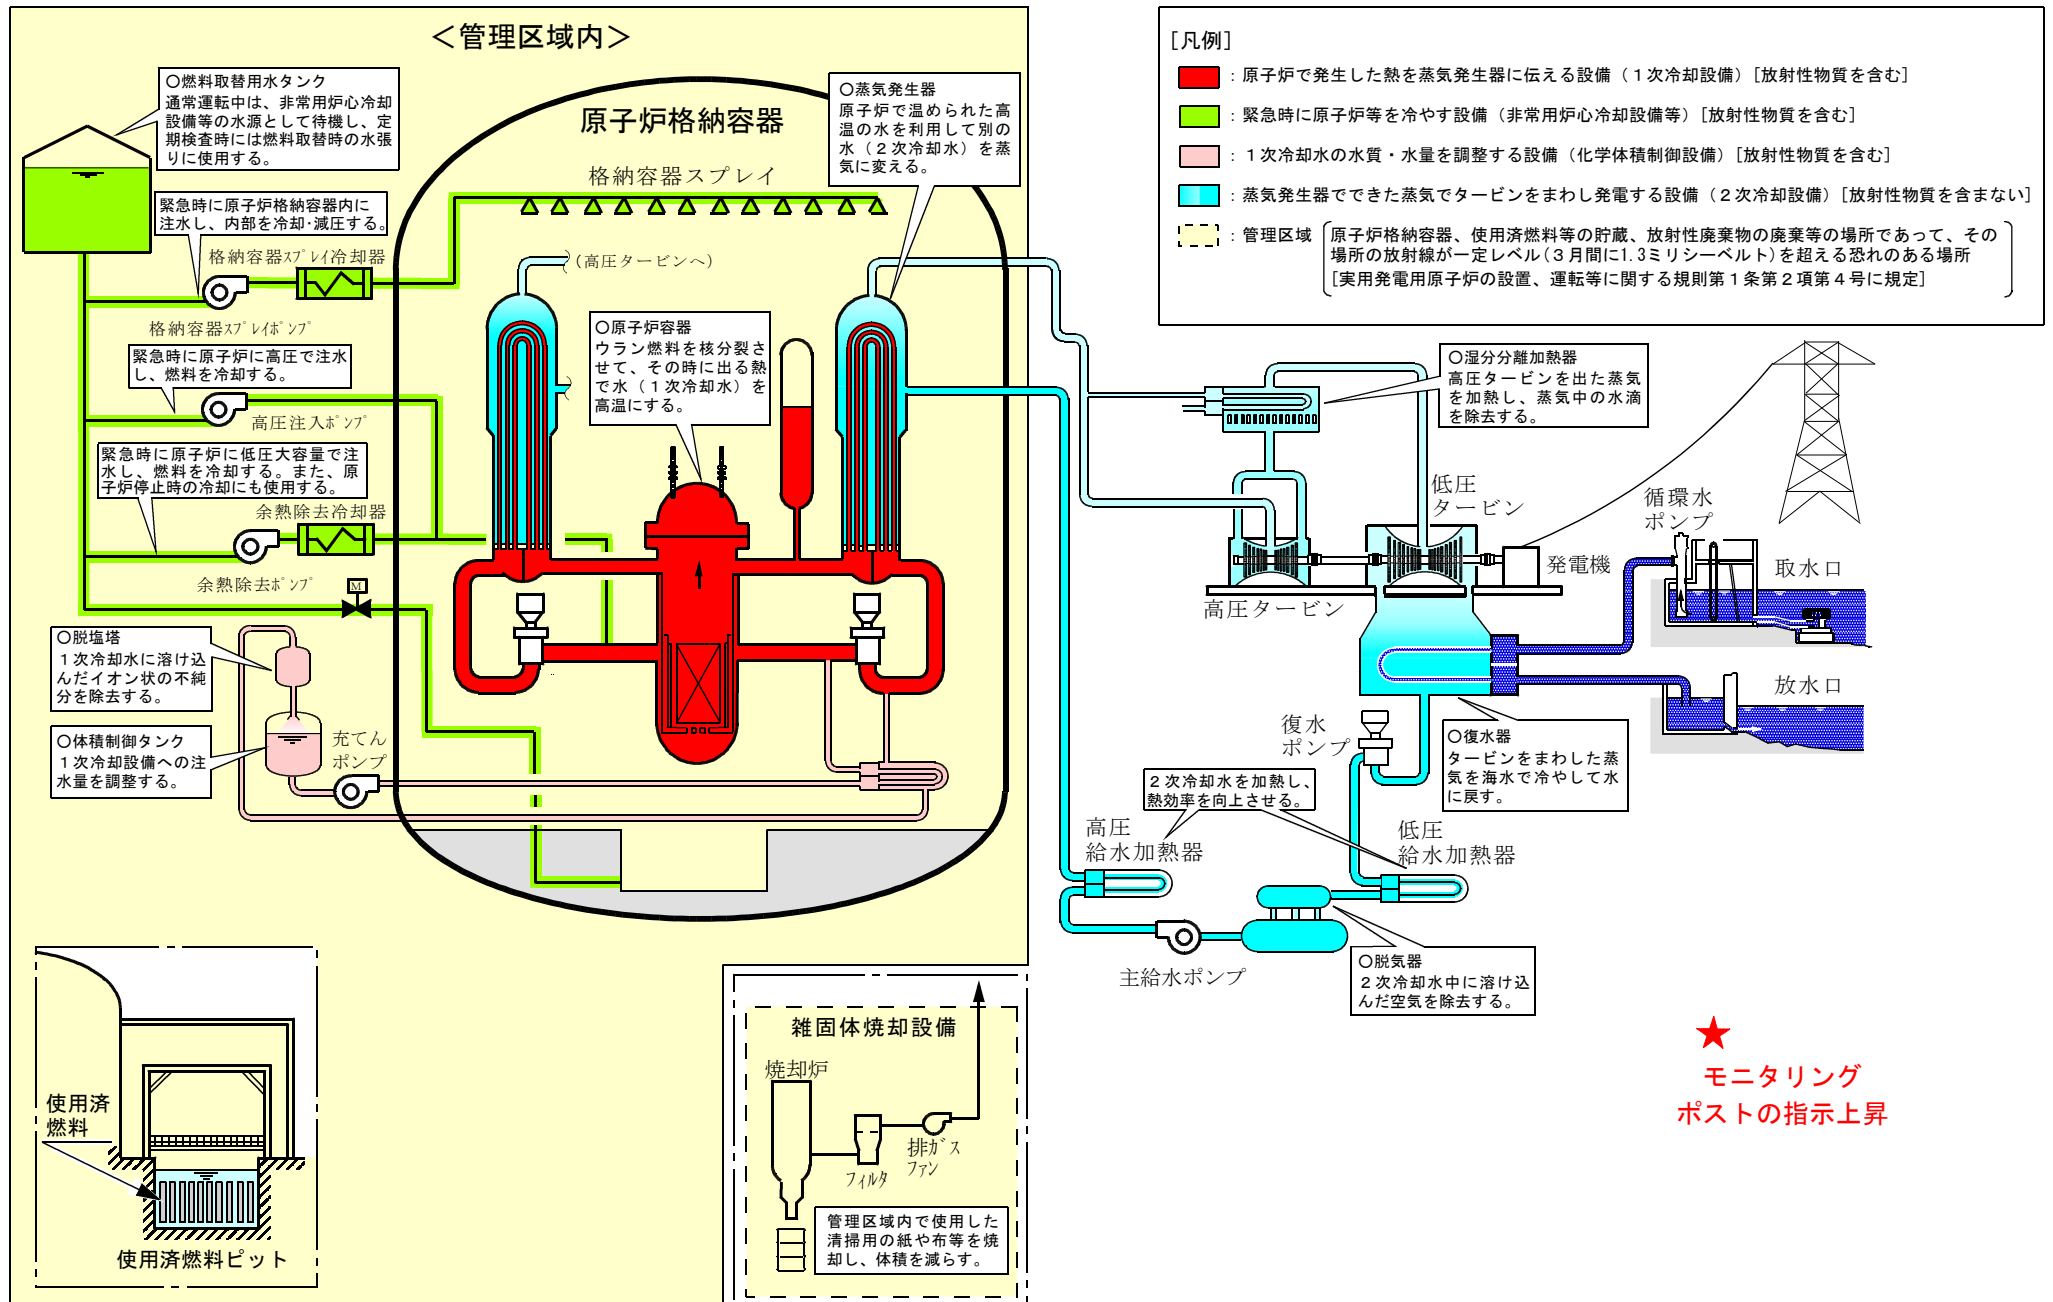 ＜管理区域内＞
○燃料取替用水タンク
通常運転中は、非常用炉心冷却
設備等の水源として待機し、定
期検査時には燃料取替時の水張
りに使用する。
原子炉格納容器
格納容器スプレイ
○蒸気発生器
原子炉で温められた高
温の水を利用して別の
水（２次冷却水）を蒸
気に変える。
緊急時に原子炉格納容器内に
注水し、内部を冷却･減圧する。
格納容器ｽﾌﾟﾚｲ冷却器
(高圧タービンへ)
格納容器ｽﾌﾟﾚｲﾎﾟﾝﾌﾟ
○原子炉容器
ウラン燃料を核分裂さ
せて、その時に出る熱
で水（１次冷却水）を
高温にする。
緊急時に原子炉に高圧で注水
し、燃料を冷却する。
高圧注入ﾎﾟﾝﾌﾟ
緊急時に原子炉に低圧大容量で注
水し、燃料を冷却する。また、原
子炉停止時の冷却にも使用する。
余熱除去冷却器
余熱除去ﾎﾟﾝﾌﾟ
M
○脱塩塔
１次冷却水に溶け込
んだイオン状の不純
分を除去する。
○体積制御タンク
１次冷却設備への注
水量を調整する。
充てん
ポンプ
使用済
燃料
使用済燃料ピット
雑固体焼却設備
焼却炉
フィルタ
排ガス
ファン
管理区域内で使用した
清掃用の紙や布等を焼
却し、体積を減らす。
[凡例]
：原子炉で発生した熱を蒸気発生器に伝える設備（１次冷却設備）[放射性物質を含む]
：緊急時に原子炉等を冷やす設備（非常用炉心冷却設備等）[放射性物質を含む]
：１次冷却水の水質・水量を調整する設備（化学体積制御設備）[放射性物質を含む]
：蒸気発生器でできた蒸気でタービンをまわし発電する設備（２次冷却設備）[放射性物質を含まない]
：管理区域
原子炉格納容器、使用済燃料等の貯蔵、放射性廃棄物の廃棄等の場所であって、その
場所の放射線が一定レベル(３月間に1.3ミリシーベルト)を超える恐れのある場所
[実用発電用原子炉の設置、運転等に関する規則第１条第２項第４号に規定]
○湿分分離加熱器
高圧タービンを出た蒸気
を加熱し、蒸気中の水滴
を除去する。
低圧
タービン
高圧タービン
発電機
循環水
ポンプ
取水口
放水口
復水
ポンプ
○復水器
タービンをまわした蒸
気を海水で冷やして水
に戻す。
２次冷却水を加熱し、
熱効率を向上させる。
高圧
給水加熱器
低圧
給水加熱器
主給水ポンプ
○脱気器
２次冷却水中に溶け込
んだ空気を除去する。
★
モニタリング
ポストの指示上昇